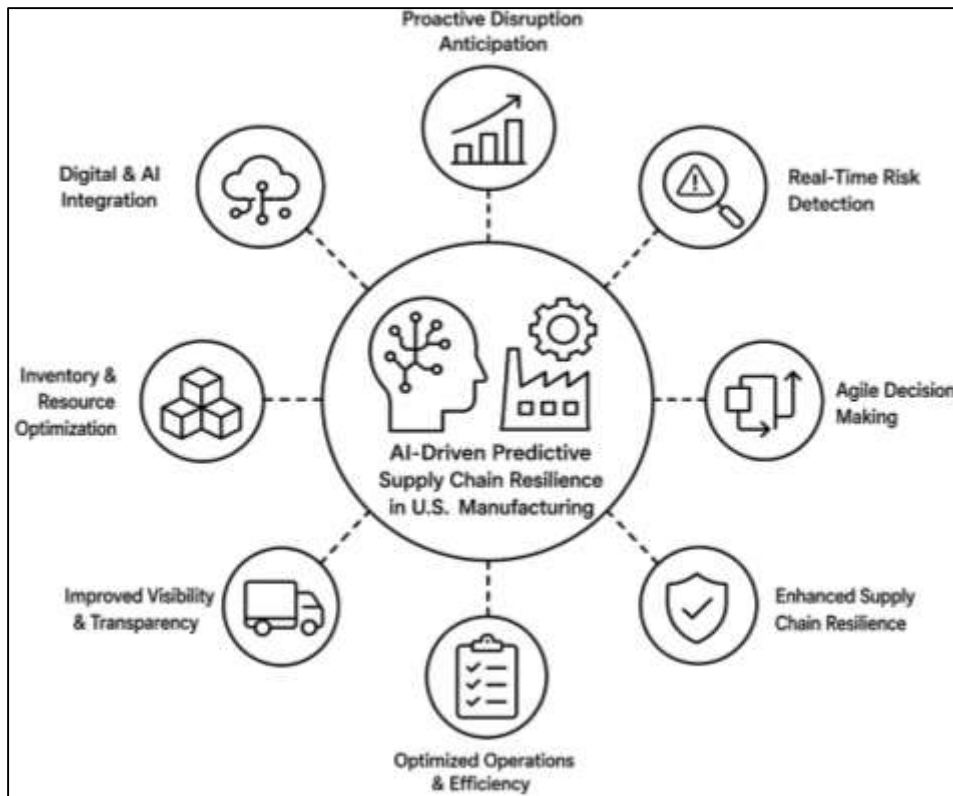 Proactive Disruption
Anticipation
Digital & AI
Integration
Real-Time Risk
Detection
Inventory &
Resource
Optimization
AI-Driven Predictive
Supply Chain Resilience
in U.S. Manufacturing
Agile Decision
Making
Improved Visibility
& Transparency
Enhanced Supply
Chain Resilience
Optimized Operations
& Efficiency